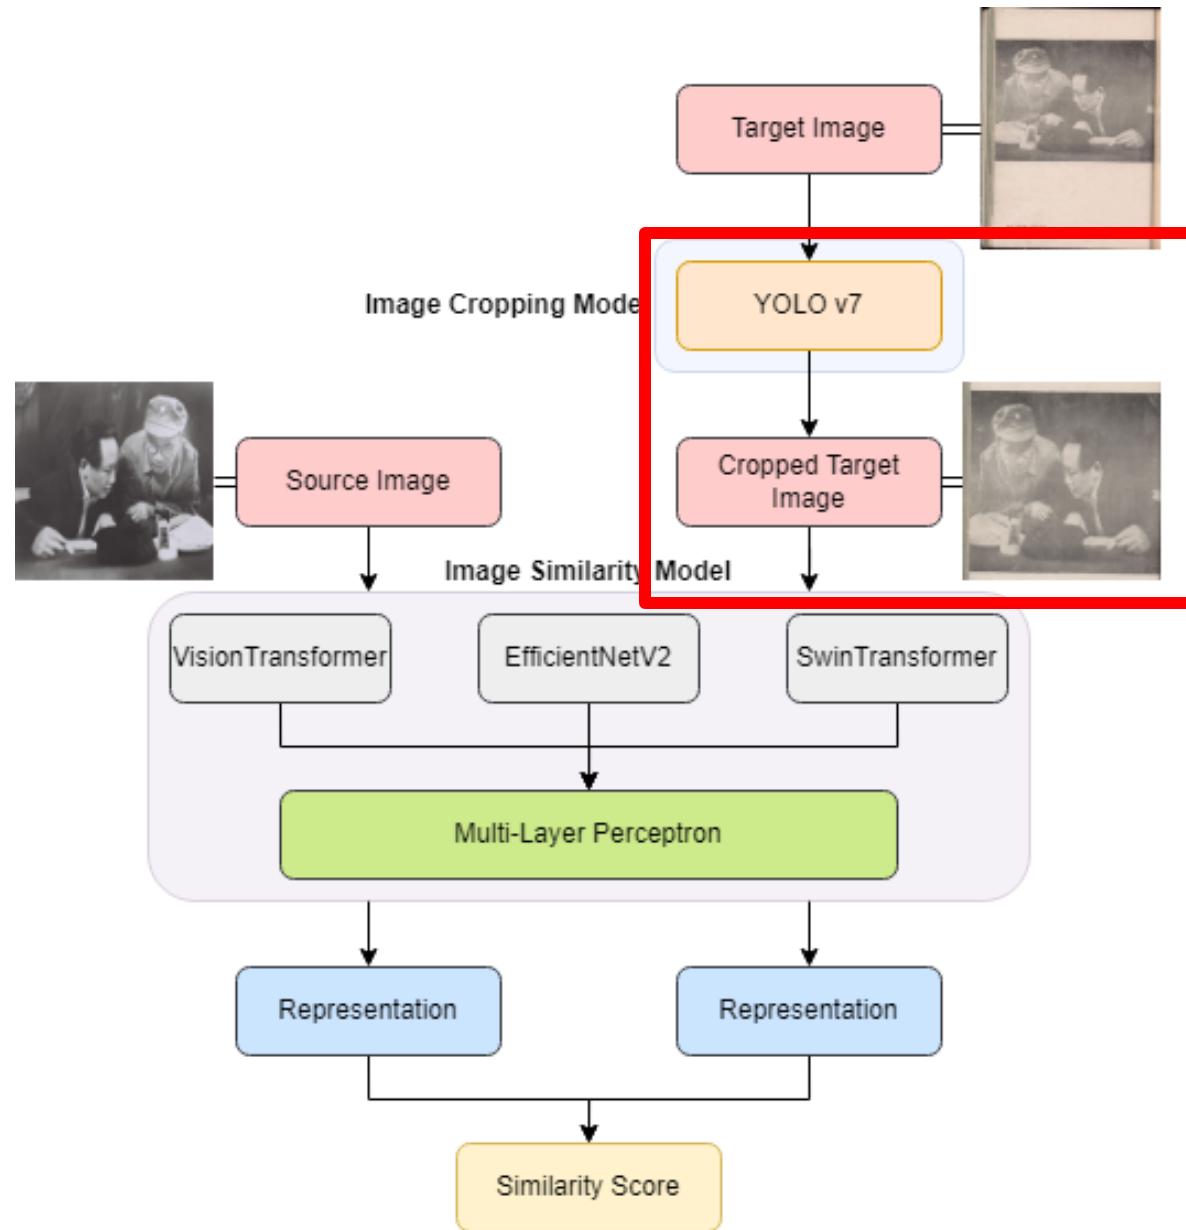 Target Image
Image Cropping Mode
YOLO v7
Source Image
Cropped Target
Image
Image Similarity Model
VisionTransformer
EfficientNetV2
SwinTransformer
Multi-Layer Perceptron
Representation
Representation
Similarity Score